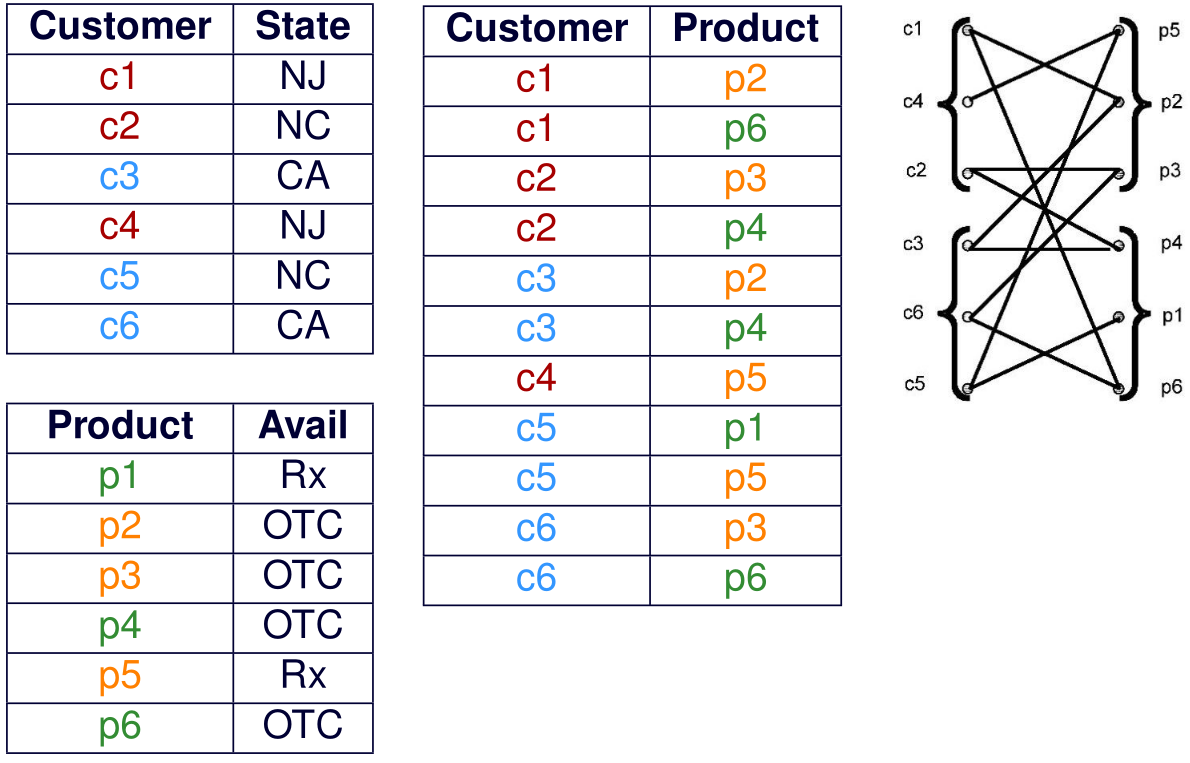 Customer State
c1 NJ
c2 NC
c3 CA
c4 NJ
c5 NC
c6 CA
Product Avail
p1 Rx
p2 OTC
p3 OTC
p4 OTC
p5 Rx
p6 OTC
Customer Product
c1 p2
c1 p6
c2 p3
c2 p4
c3 p2
c3 p4
c4 p5
c5 p1
c5 p5
c6 p3
c6 p6
c1 p5
c4 p2
c2 p3
c3 p4
c6 p1
c5 p6